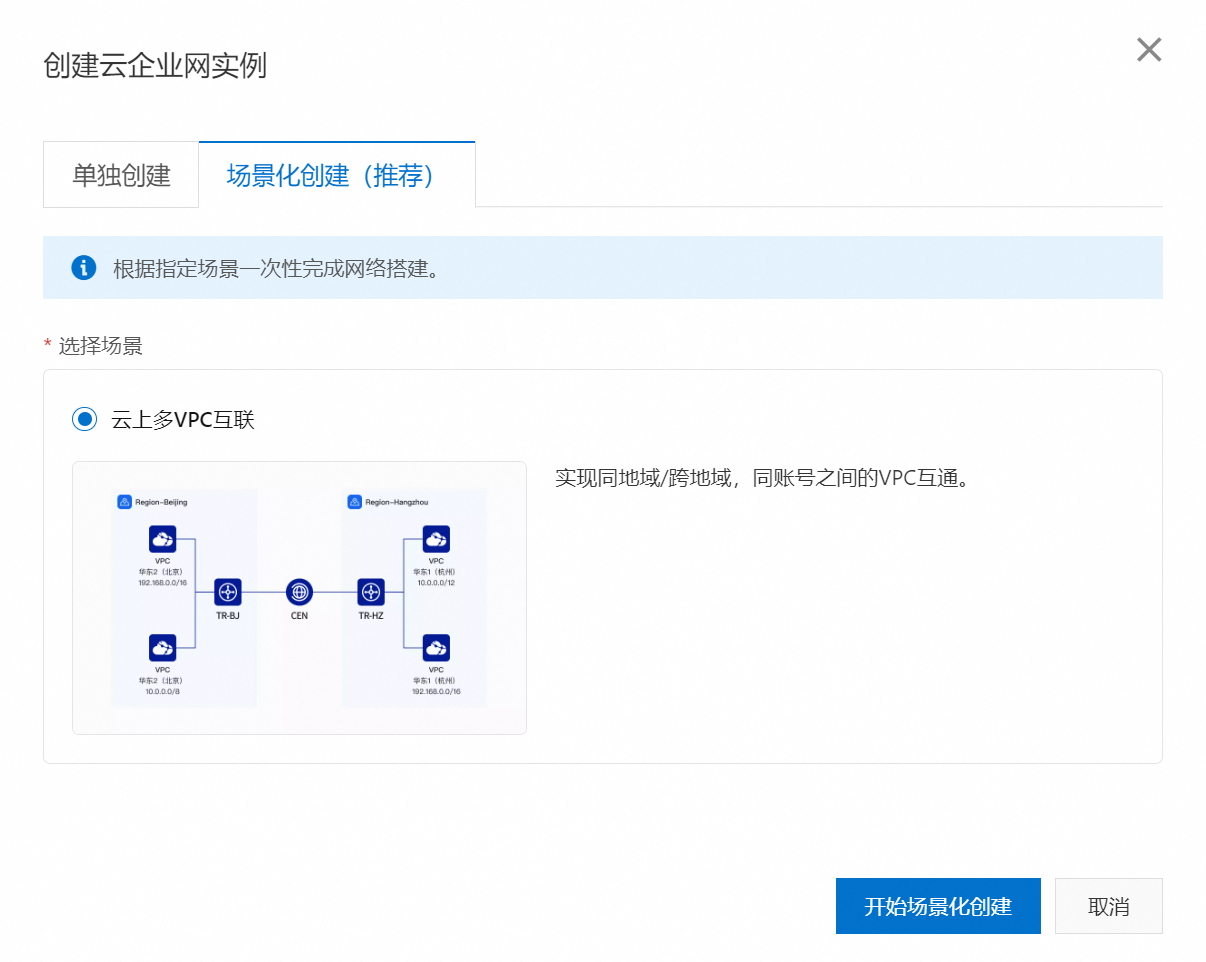 创建云企业网实例
单独创建
场景化创建（推荐）
根据指定场景一次性完成网络搭建。
* 选择场景
云上多VPC互联
实现同地域/跨地域，同账号之间的VPC互通。
Region-Beijing
Region-Hangzhou
VPC
华东2（北京）
192.168.0.0/16
VPC
华东1（杭州）
10.0.0.0/12
TR-BJ
CEN
TR-HZ
VPC
华东2（北京）
10.0.0.0/8
VPC
华东1（杭州）
192.168.0.0/16
开始场景化创建
取消